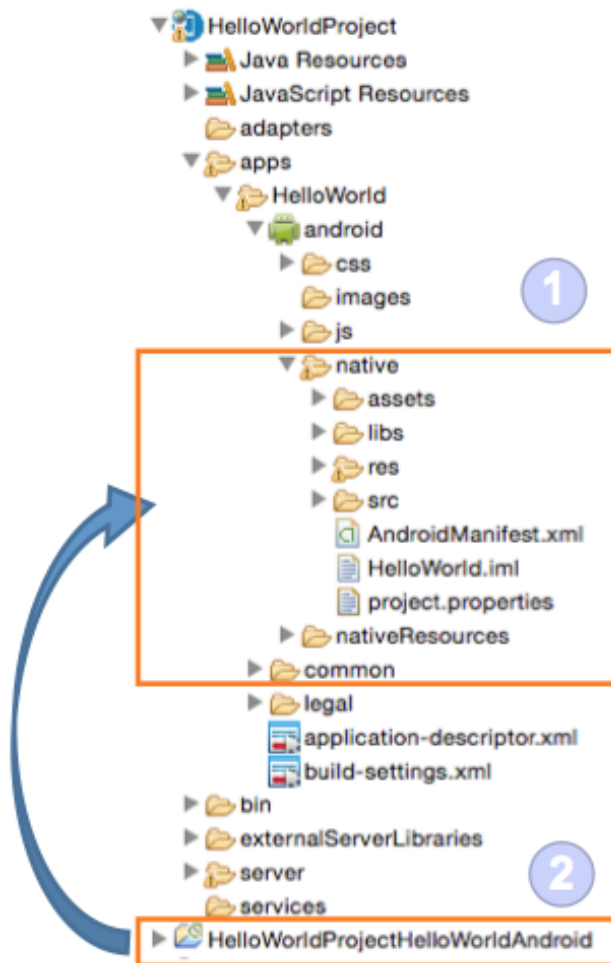 HelloWorldProject
Java Resources
JavaScript Resources
adapters
apps
HelloWorld
android
css
images
1
js
native
assets
libs
res
src
AndroidManifest.xml
HelloWorld.iml
project.properties
nativeResources
common
legal
application-descriptor.xml
build-settings.xml
bin
externalServerLibraries
server
2
services
HelloWorldProjectHelloWorldAndroid